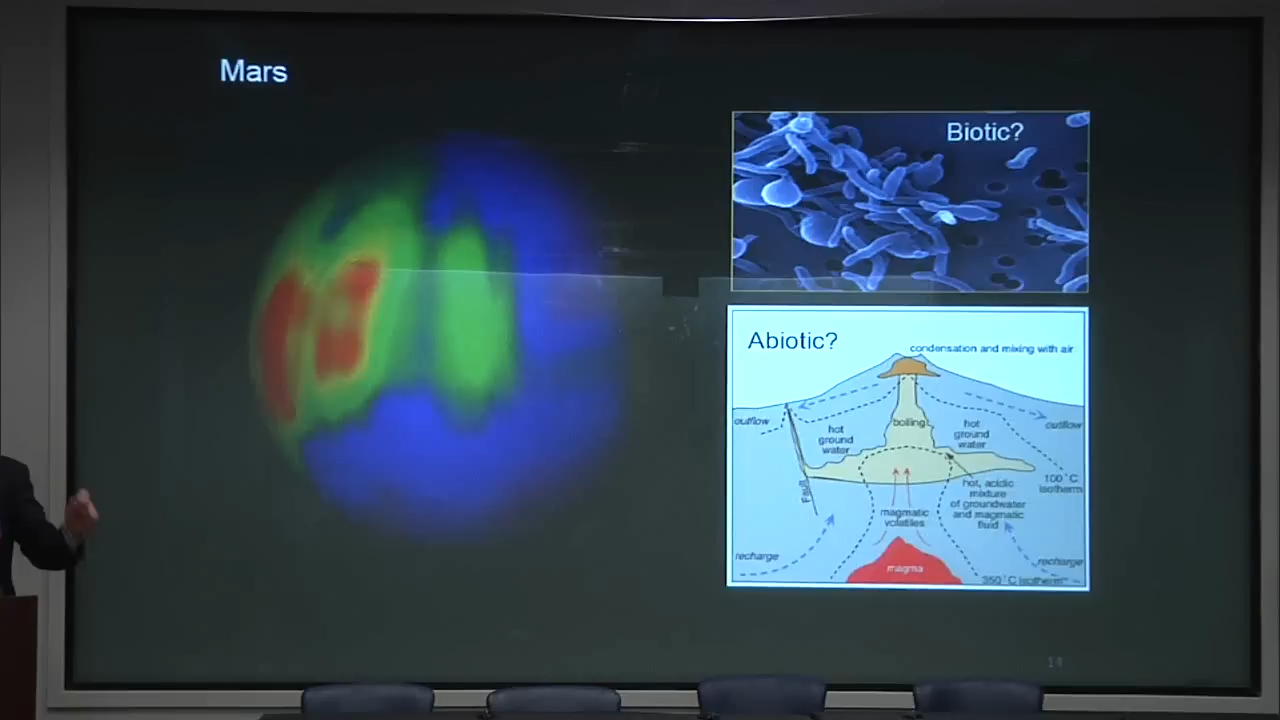 Mars
Biotic?
Abiotic?
condensation and mixing with air
outflow
boiling
outflow
hot
ground
water
hot
ground
water
100°C
isotherm
Fault
hot, acidic
mixture
of groundwater
and magmatic
fluid
magmatic
volatiles
recharge
recharge
magma
350°C isotherm
14